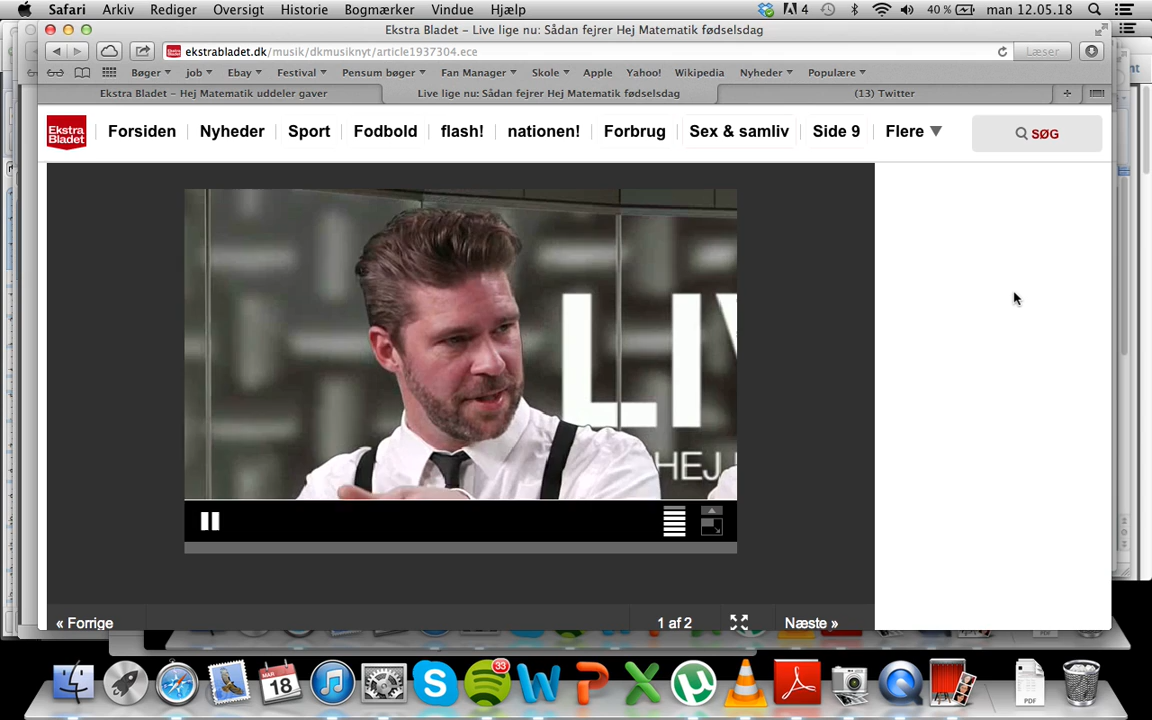 Safari Arkiv Rediger Oversigt Historie Bogmærker Vindue Hjælp 4 40 % man 12.05.18
Ekstra Bladet – Live lige nu: Sådan fejrer Hej Matematik fødselsdag
ekstrabladet.dk/musik/dkmusiknyt/article1937304.ece Læser
Bøger job Ebay Festival Pensum bøger Fan Manager Skole Apple Yahoo! Wikipedia Nyheder Populære
Ekstra Bladet – Hej Matematik uddeler gaver Live lige nu: Sådan fejrer Hej Matematik fødselsdag (13) Twitter
Ekstra Bladet Forsiden Nyheder Sport Fodbold flash! nationen! Forbrug Sex & samliv Side 9 Flere SØG
LIV
HEJ
« Forrige 1 af 2 Næste »
MAR 18 S 33 W P X PDF